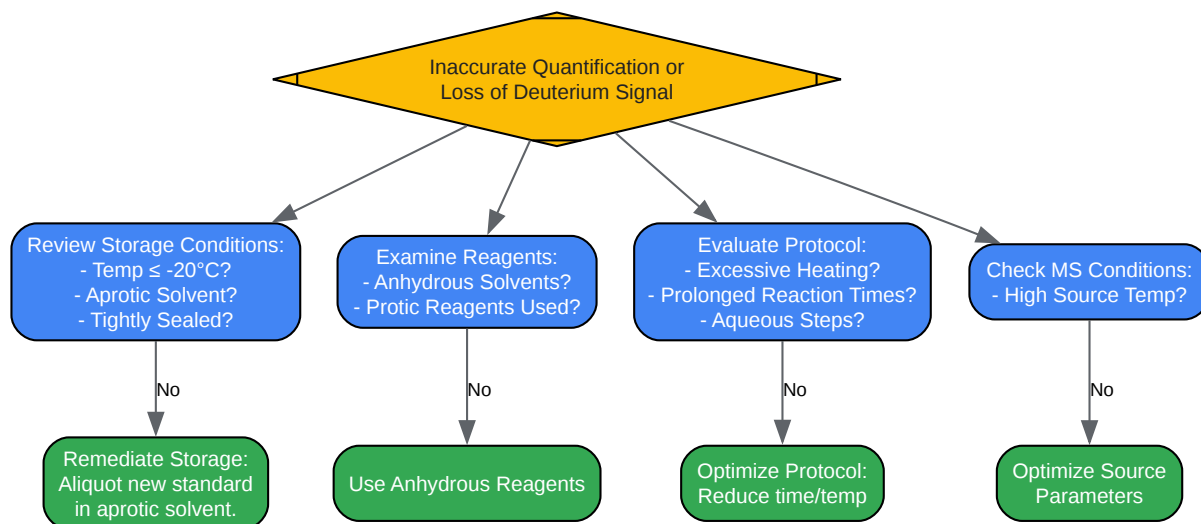 Inaccurate Quantification or
Loss of Deuterium Signal
Review Storage Conditions:
- Temp ≤ -20°C?
- Aprotic Solvent?
- Tightly Sealed?
Examine Reagents:
- Anhydrous Solvents?
- Protic Reagents Used?
Evaluate Protocol:
- Excessive Heating?
- Prolonged Reaction Times?
- Aqueous Steps?
Check MS Conditions:
- High Source Temp?
No
No
No
No
Remediate Storage:
Aliquot new standard
in aprotic solvent.
Use Anhydrous Reagents
Optimize Protocol:
Reduce time/temp
Optimize Source
Parameters